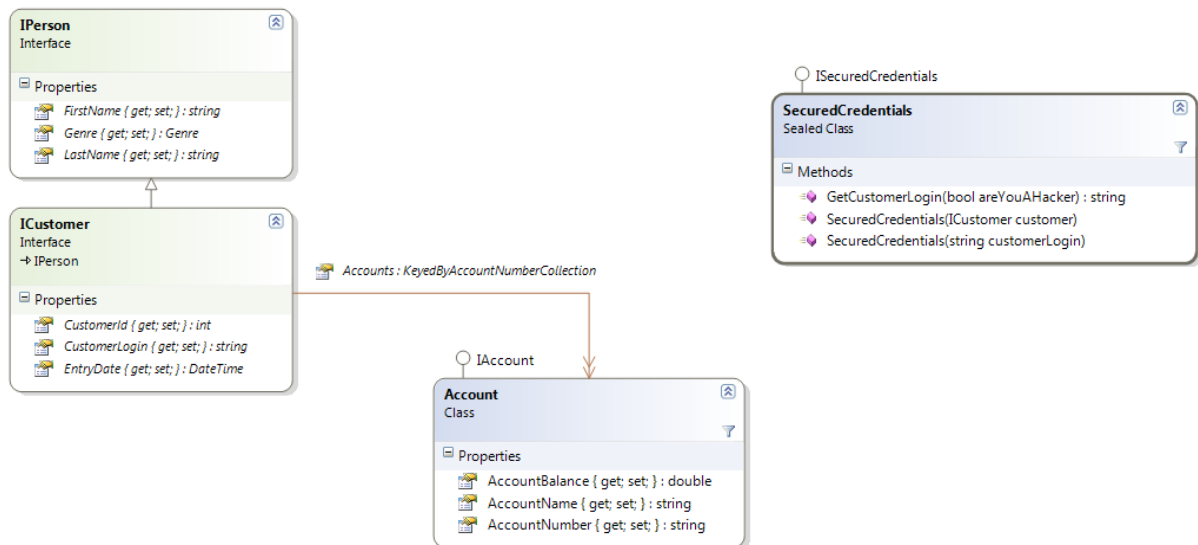 IPerson
Interface
Properties
FirstName { get; set; } : string
Genre { get; set; } : Genre
LastName { get; set; } : string
ICustomer
Interface
IPerson
Properties
CustomerId { get; set; } : int
CustomerLogin { get; set; } : string
EntryDate { get; set; } : DateTime
Accounts : KeyedByAccountNumberCollection
IAccount
Account
Class
Properties
AccountBalance { get; set; } : double
AccountName { get; set; } : string
AccountNumber { get; set; } : string
ISecuredCredentials
SecuredCredentials
Sealed Class
Methods
GetCustomerLogin(bool areYouAHacker) : string
SecuredCredentials(ICustomer customer)
SecuredCredentials(string customerLogin)